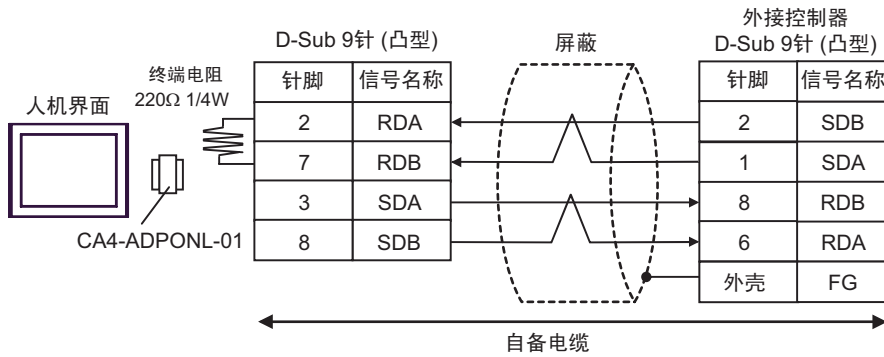 外接控制器
D-Sub 9针 (凸型) 屏蔽 D-Sub 9针 (凸型)
终端电阻
220Ω 1/4W
人机界面
针脚 信号名称 针脚 信号名称
2 RDA 2 SDB
7 RDB 1 SDA
3 SDA 8 RDB
8 SDB 6 RDA
外壳 FG
CA4-ADPONL-01
自备电缆